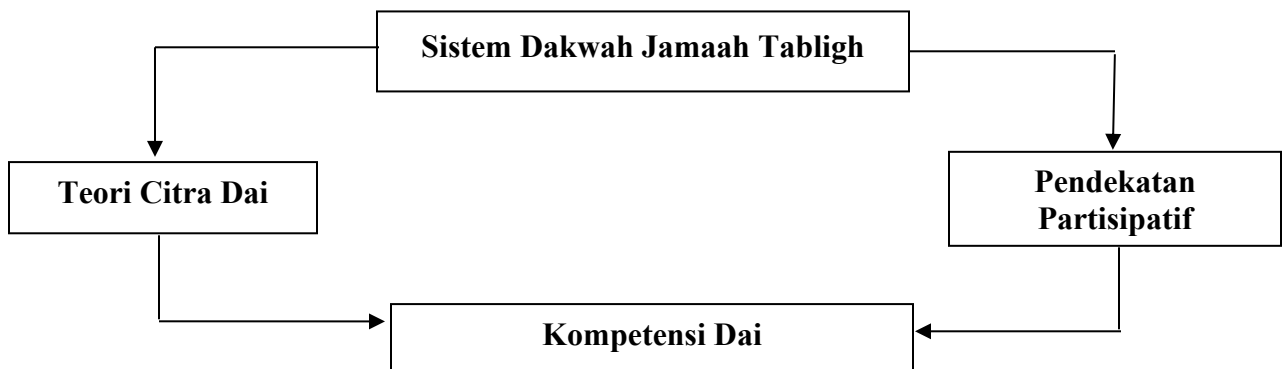 Sistem Dakwah Jamaah Tabligh
Teori Citra Dai
Pendekatan
Partisipatif
Kompetensi Dai